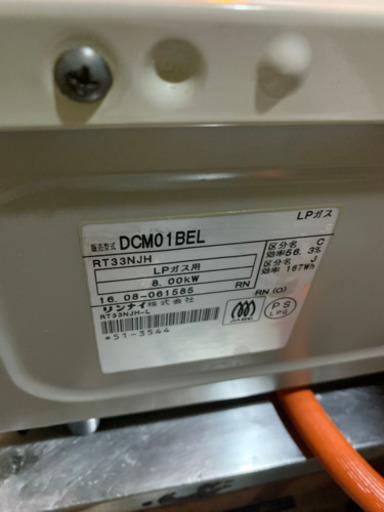 LPガス
販売型式 DCM01BEL
RT33NJH
LPガス用
8.00kW
RN
16.08-061585
RN (O)
区分名 C
効率56.3%
区分名 J
効率 167Wh
リンナイ株式会社
RT33NJH-L
*51-3544
PS
LPG